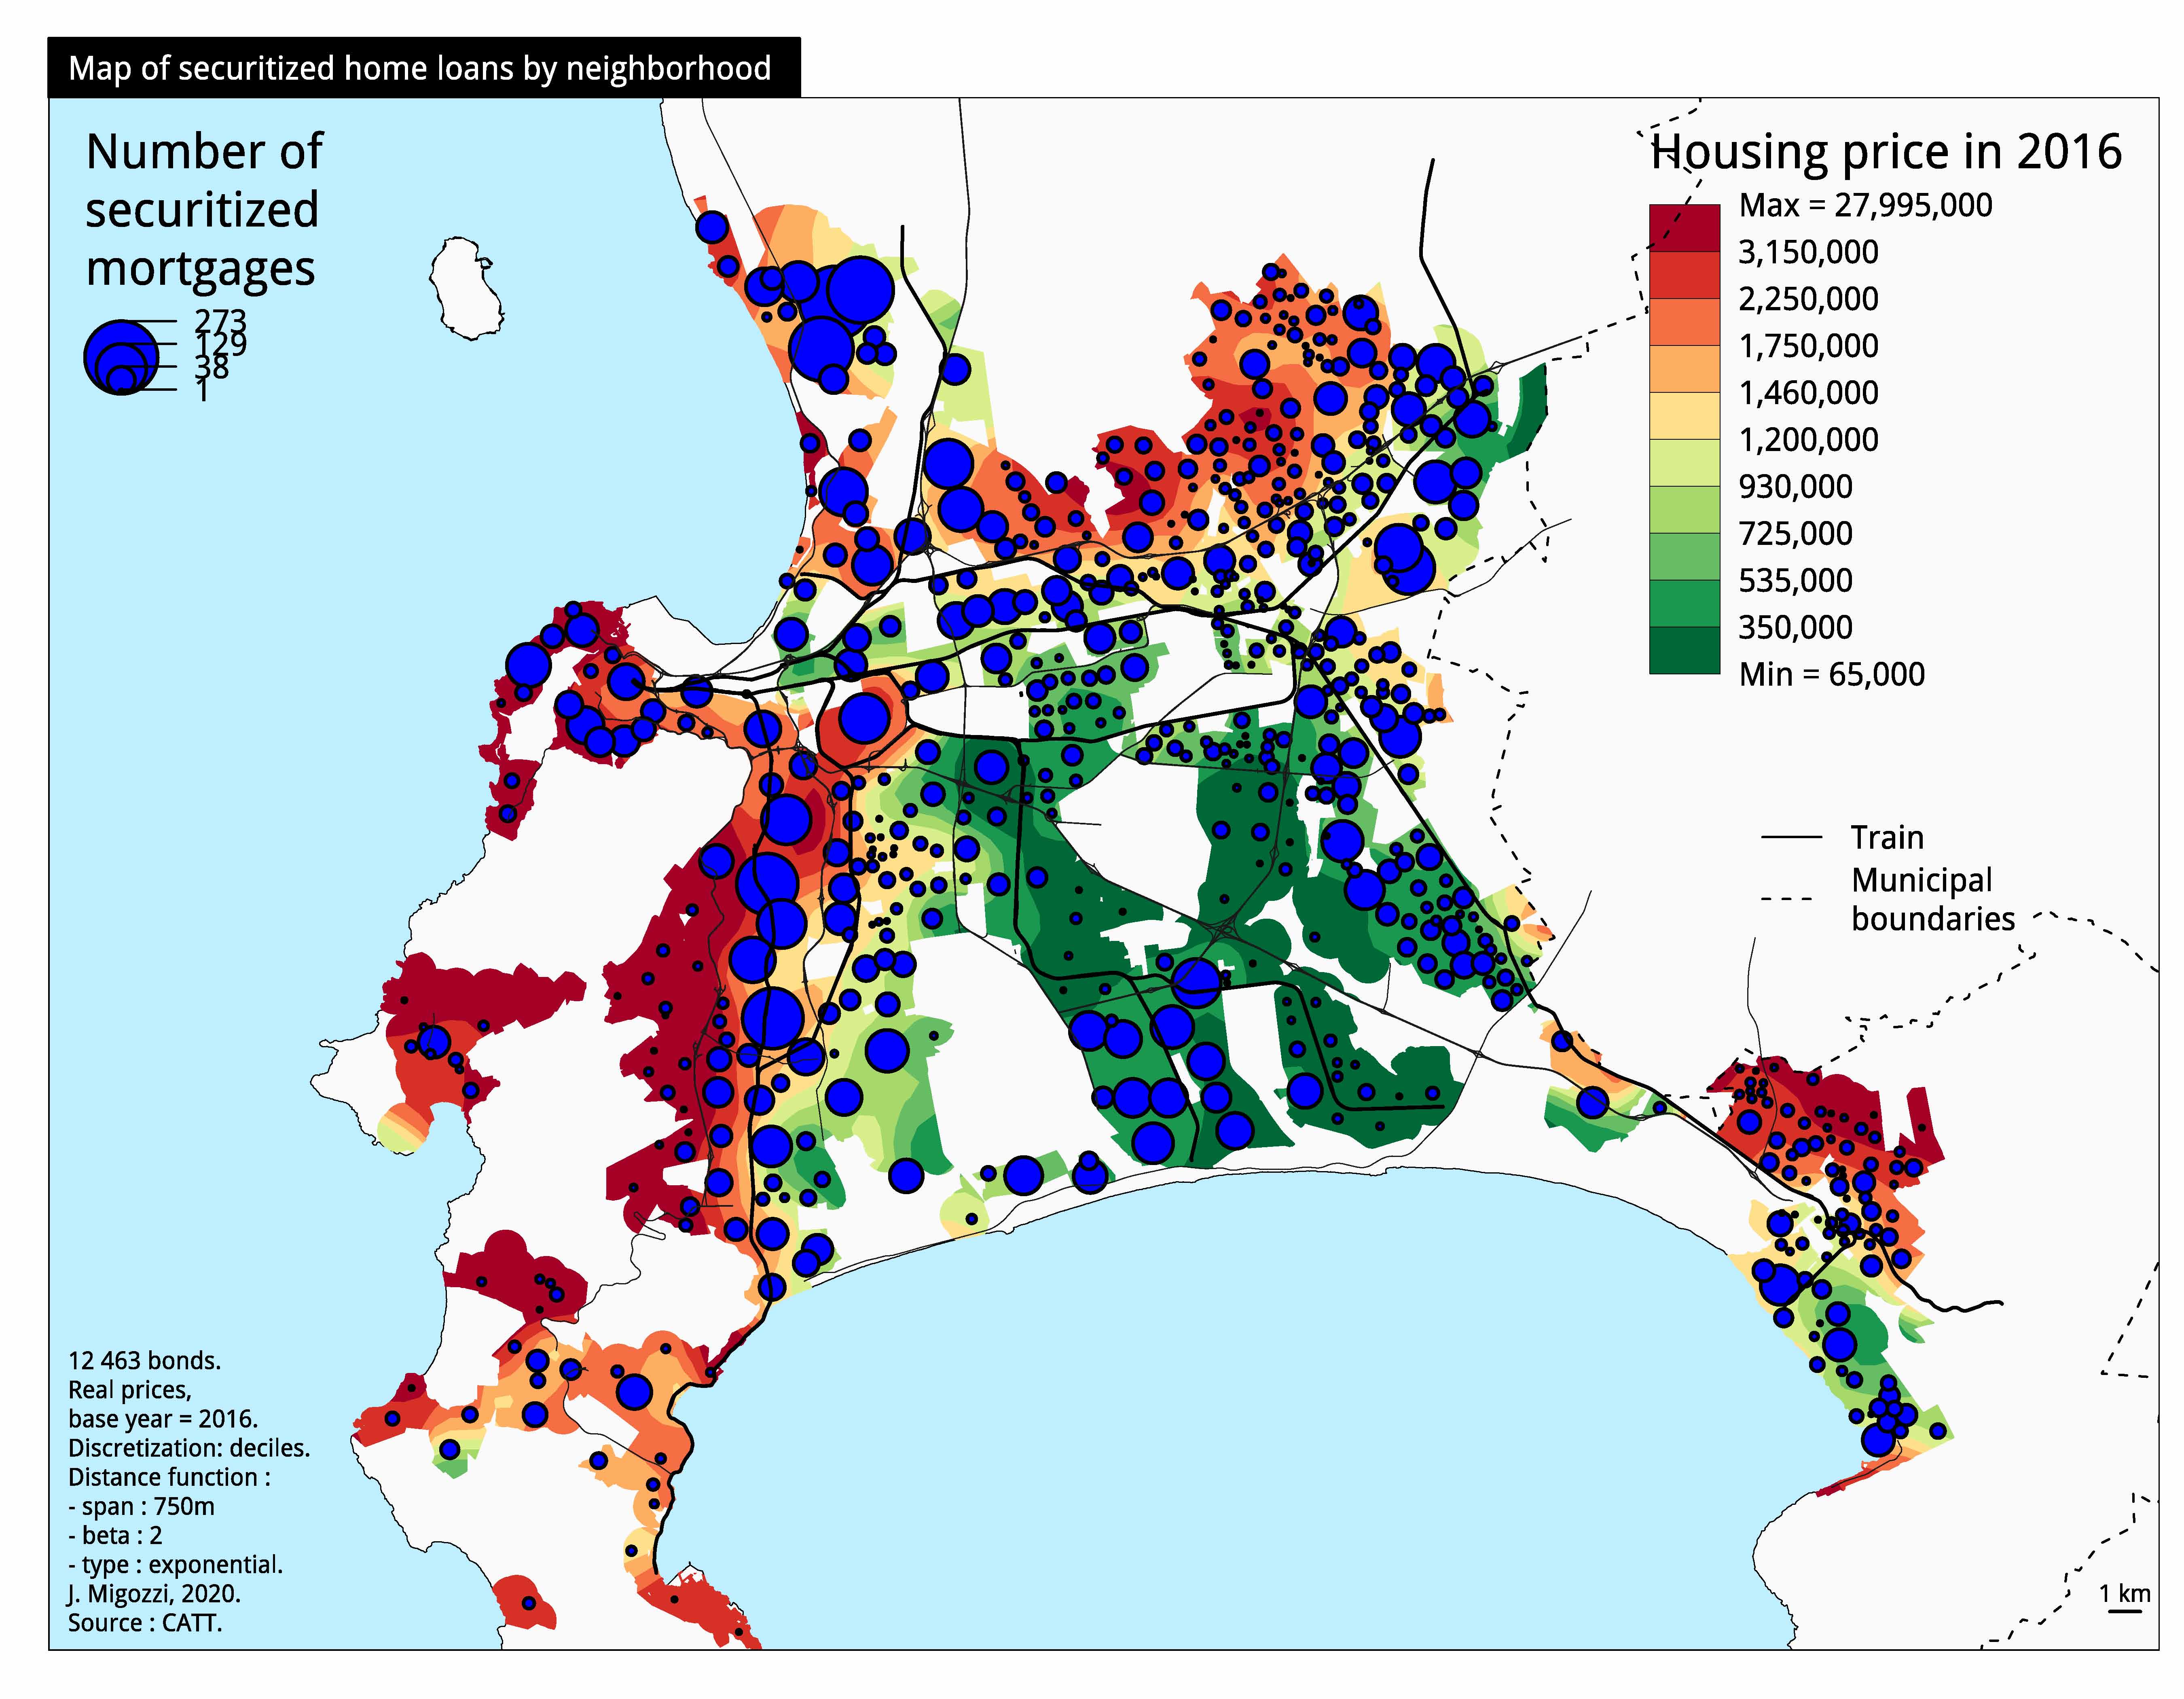 Map of securitized home loans by neighborhood
Number of
securitized
mortgages
273
129
38
1
Housing price in 2016
Max = 27,995,000
3,150,000
2,250,000
1,750,000
1,460,000
1,200,000
930,000
725,000
535,000
350,000
Min = 65,000
Train
Municipal
boundaries
12 463 bonds.
Real prices,
base year = 2016.
Discretization: deciles.
Distance function :
- span : 750m
- beta : 2
- type : exponential.
J. Migozzi, 2020.
Source : CATT.
1 km